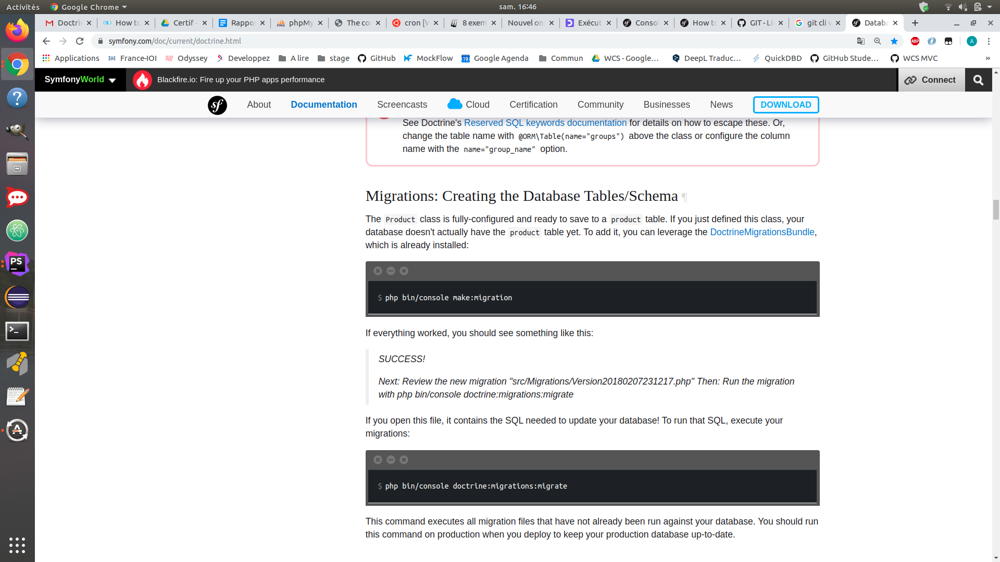 Activités
Google Chrome
sam. 16:46
Doctri
How to
Certif -
Rappo
phpMy
The co
cron [W
8 exem
Nouvel on
Exécut
Conso
How to
GIT - Li
git cli v
Databa
symfony.com/doc/current/doctrine.html
ABP
A
Applications
France-IOI
Odyssey
Developpez
A lire
stage
GitHub
MockFlow
19
Google Agenda
Commun
WCS - Google…
DeepL Traduc…
QuickDBD
GitHub Stude…
WCS MVC
»
SymfonyWorld
Blackfire.io: Fire up your PHP apps performance
Connect
sf
About
Documentation
Screencasts
Cloud
Certification
Community
Businesses
News
DOWNLOAD
See Doctrine's Reserved SQL keywords documentation for details on how to escape these. Or,
change the table name with @ORM\Table(name="groups") above the class or configure the column
name with the name="group_name" option.
Migrations: Creating the Database Tables/Schema ¶
The Product class is fully-configured and ready to save to a product table. If you just defined this class, your
database doesn't actually have the product table yet. To add it, you can leverage the DoctrineMigrationsBundle,
which is already installed:
$ php bin/console make:migration
If everything worked, you should see something like this:
SUCCESS!
Next: Review the new migration "src/Migrations/Version20180207231217.php" Then: Run the migration
with php bin/console doctrine:migrations:migrate
If you open this file, it contains the SQL needed to update your database! To run that SQL, execute your
migrations:
$ php bin/console doctrine:migrations:migrate
This command executes all migration files that have not already been run against your database. You should run
this command on production when you deploy to keep your production database up-to-date.
PS